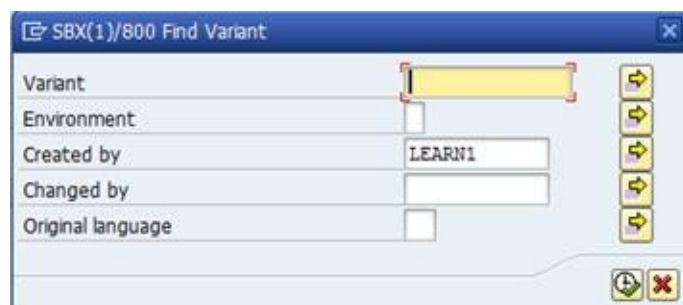 SBX(1)/800 Find Variant
Variant
Environment
Created by LEARN1
Changed by
Original language